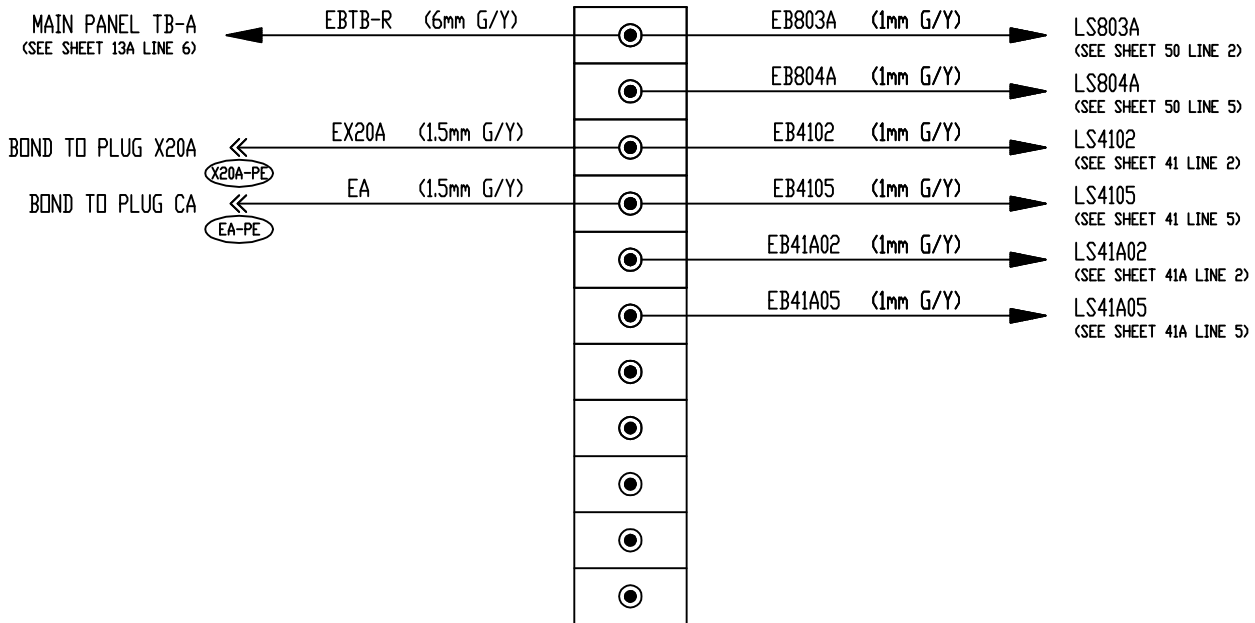 MAIN PANEL TB-A
(SEE SHEET 13A LINE 6)
EBTB-R (6mm G/Y)
EB803A (1mm G/Y)
LS803A
(SEE SHEET 50 LINE 2)
EB804A (1mm G/Y)
LS804A
(SEE SHEET 50 LINE 5)
BOND TO PLUG X20A
X20A-PE
EX20A (1.5mm G/Y)
EB4102 (1mm G/Y)
LS4102
(SEE SHEET 41 LINE 2)
BOND TO PLUG CA
EA-PE
EA (1.5mm G/Y)
EB4105 (1mm G/Y)
LS4105
(SEE SHEET 41 LINE 5)
EB41A02 (1mm G/Y)
LS41A02
(SEE SHEET 41A LINE 2)
EB41A05 (1mm G/Y)
LS41A05
(SEE SHEET 41A LINE 5)